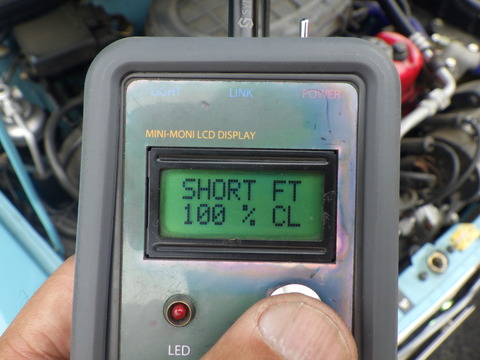 LIGHT LINK POWER
MINI-MONI LCD DISPLAY
SHORT FT
100 % CL
LED